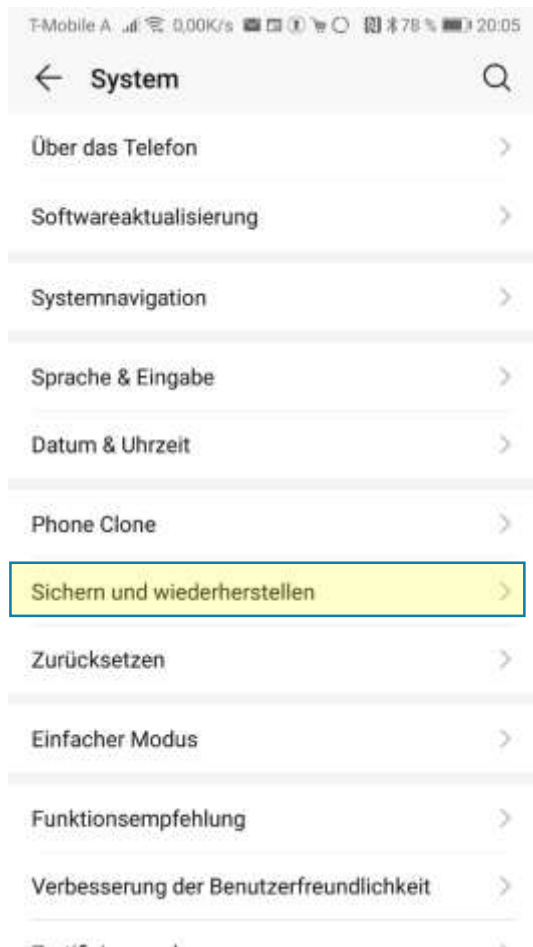 T-Mobile A 0,00K/s 78 % 20:05
System
Über das Telefon
Softwareaktualisierung
Systemnavigation
Sprache & Eingabe
Datum & Uhrzeit
Phone Clone
Sichern und wiederherstellen
Zurücksetzen
Einfacher Modus
Funktionsempfehlung
Verbesserung der Benutzerfreundlichkeit